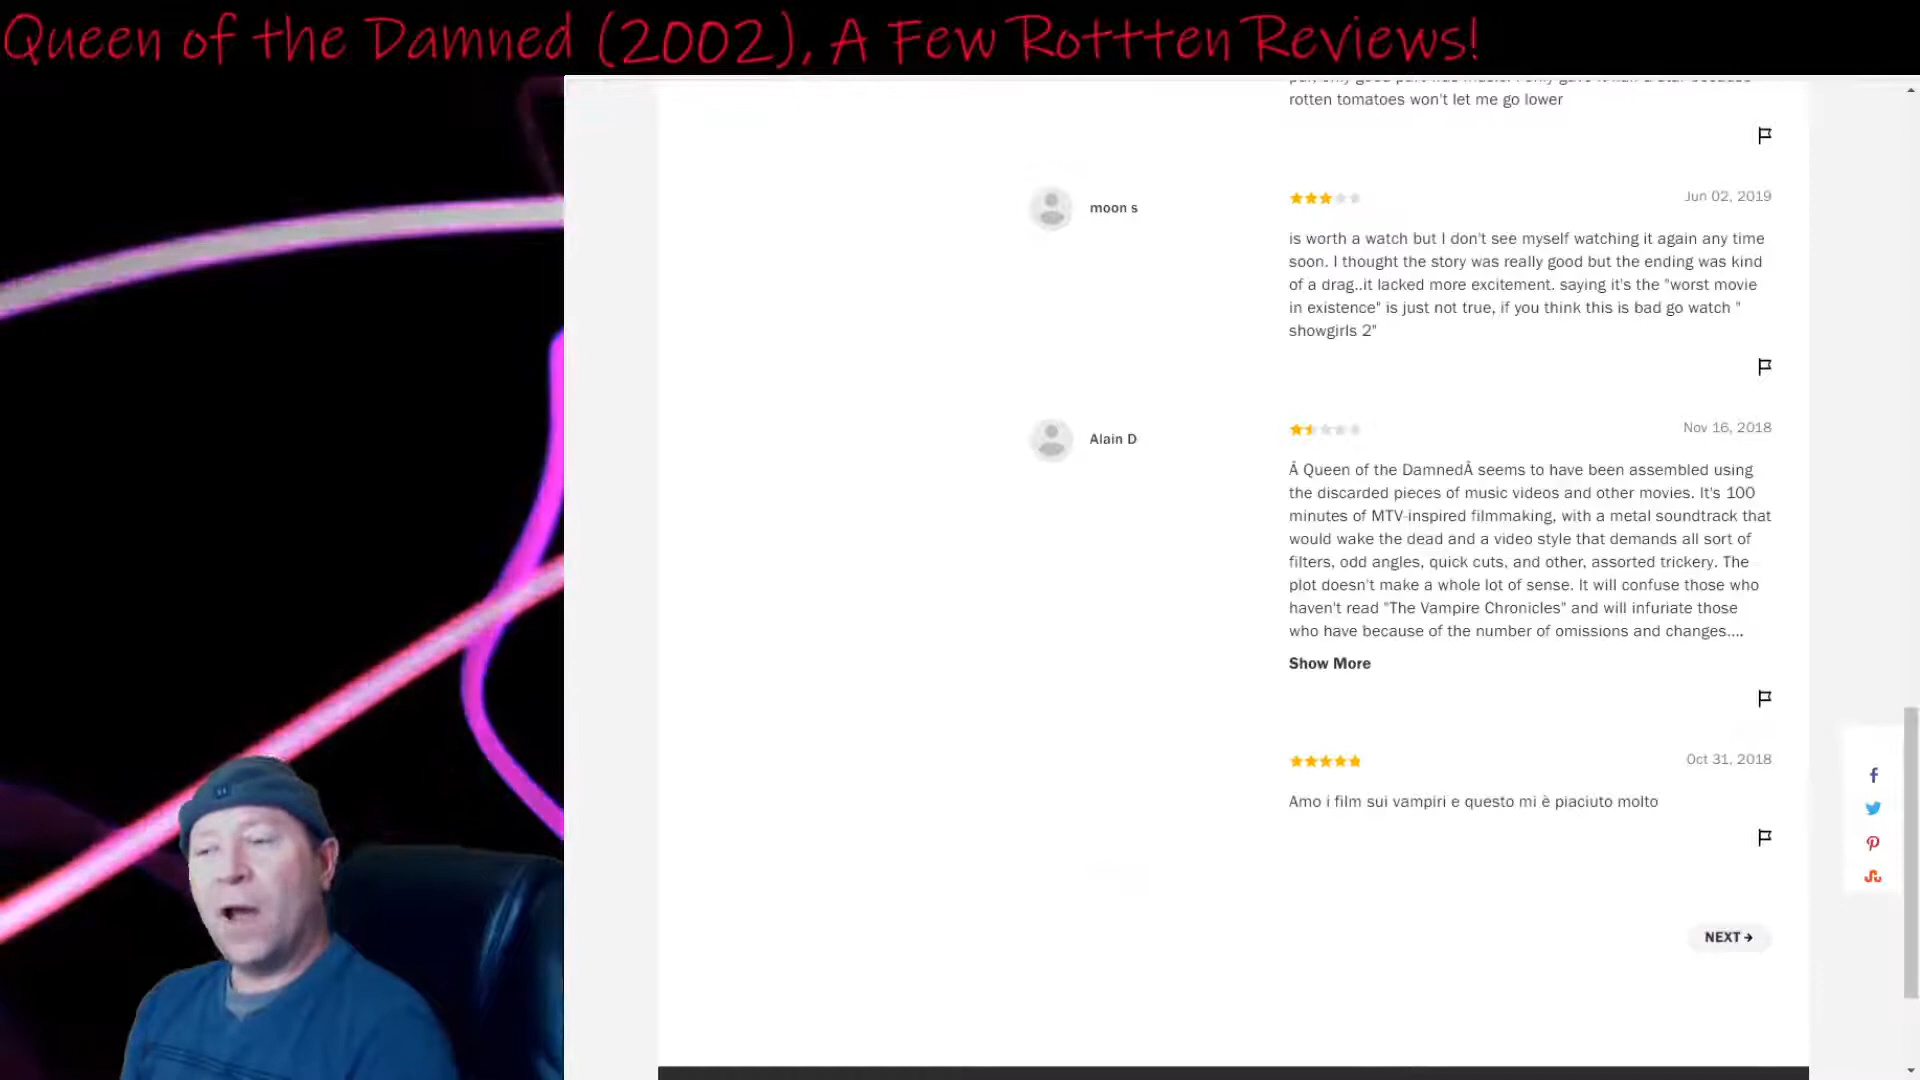 Queen of the Damned (2002), A Few Rottten Reviews!
rotten tomatoes won't let me go lower
moon s
Jun 02, 2019
is worth a watch but I don't see myself watching it again any time
soon. I thought the story was really good but the ending was kind
of a drag..it lacked more excitement. saying it's the "worst movie
in existence" is just not true, if you think this is bad go watch "
showgirls 2"
Alain D
Nov 16, 2018
Â Queen of the DamnedÂ seems to have been assembled using
the discarded pieces of music videos and other movies. It's 100
minutes of MTV-inspired filmmaking, with a metal soundtrack that
would wake the dead and a video style that demands all sort of
filters, odd angles, quick cuts, and other, assorted trickery. The
plot doesn't make a whole lot of sense. It will confuse those who
haven't read "The Vampire Chronicles" and will infuriate those
who have because of the number of omissions and changes....
Show More
Oct 31, 2018
Amo i film sui vampiri e questo mi è piaciuto molto
NEXT